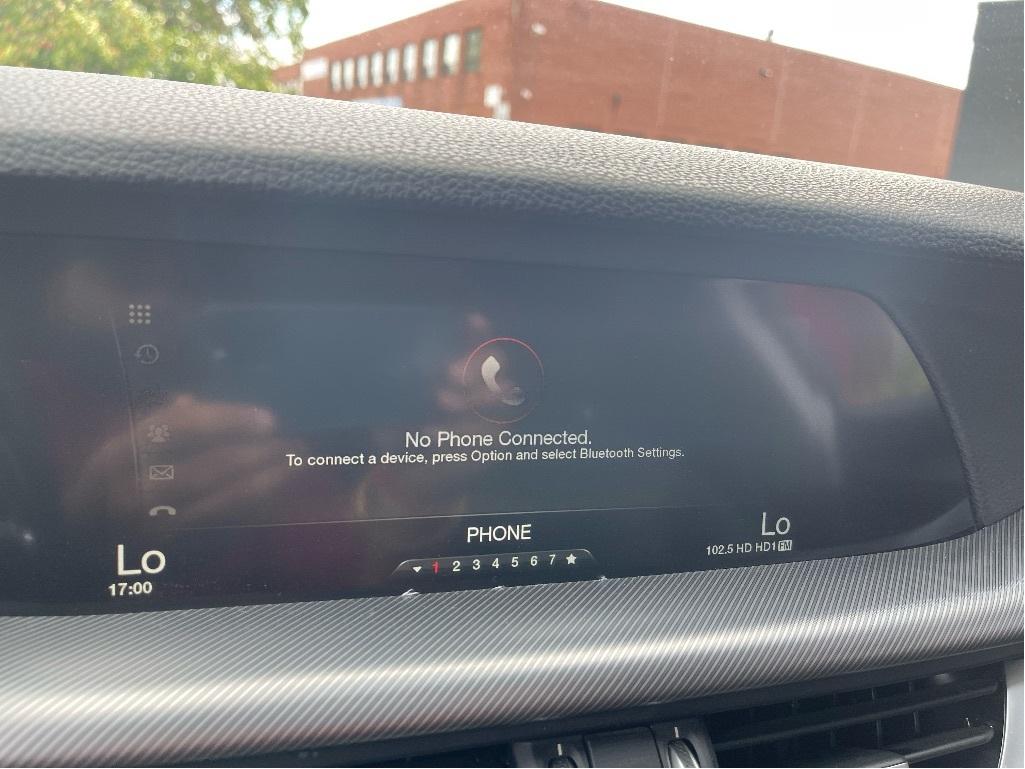 No Phone Connected.
To connect a device, press Option and select Bluetooth Settings.
PHONE
Lo
17:00
1 2 3 4 5 6 7
Lo
102.5 HD HD1 FM